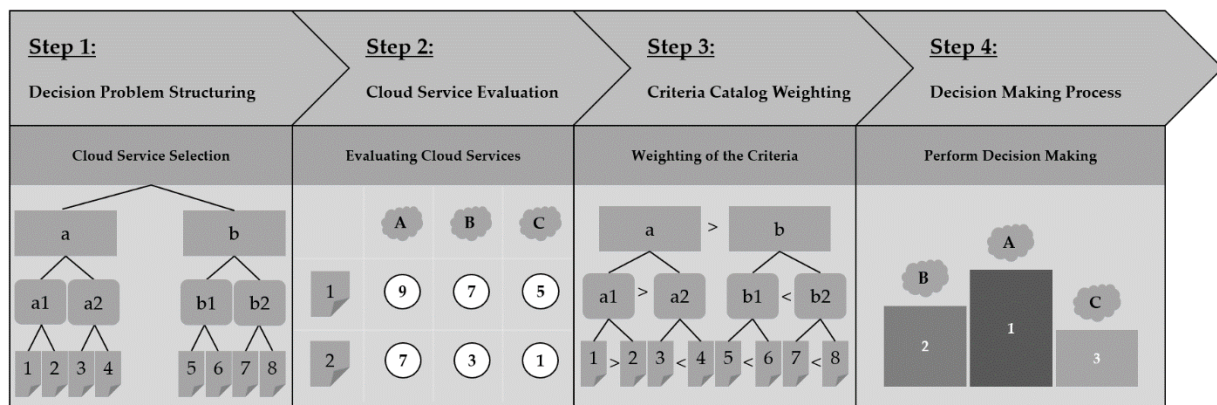 Step 1:
Decision Problem Structuring
Step 2:
Cloud Service Evaluation
Step 3:
Criteria Catalog Weighting
Step 4:
Decision Making Process
Cloud Service Selection
a b
a1 a2 b1 b2
1 2 3 4 5 6 7 8
Evaluating Cloud Services
A B C
1 9 7 5
2 7 3 1
Weighting of the Criteria
a > b
a1 > a2 b1 < b2
1 > 2 3 < 4 5 < 6 7 < 8
Perform Decision Making
A
B
C
1
2
3